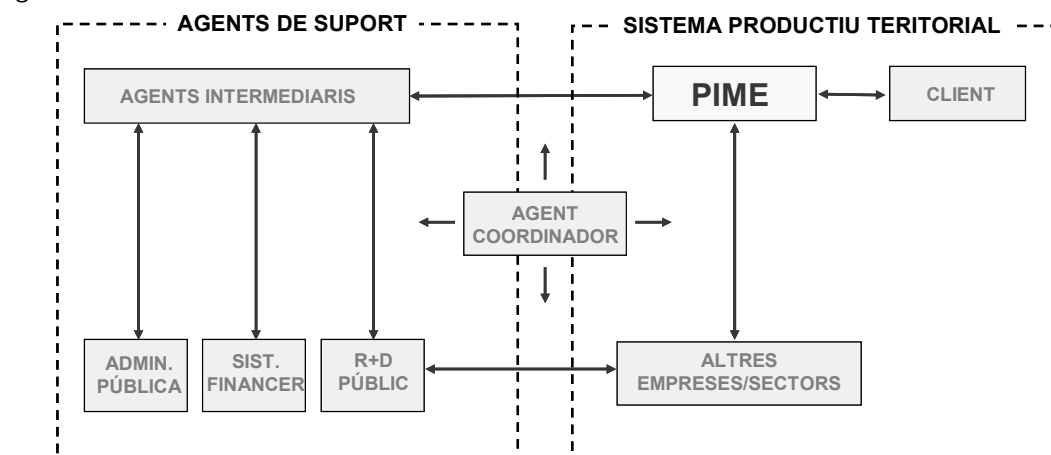 AGENTS DE SUPORT
SISTEMA PRODUCTIU TERITORIAL
AGENTS INTERMEDIARIS
PIME
CLIENT
AGENT
COORDINADOR
ADMIN.
PÚBLICA
SIST.
FINANCER
R+D
PÚBLIC
ALTRES
EMPRESES/SECTORS